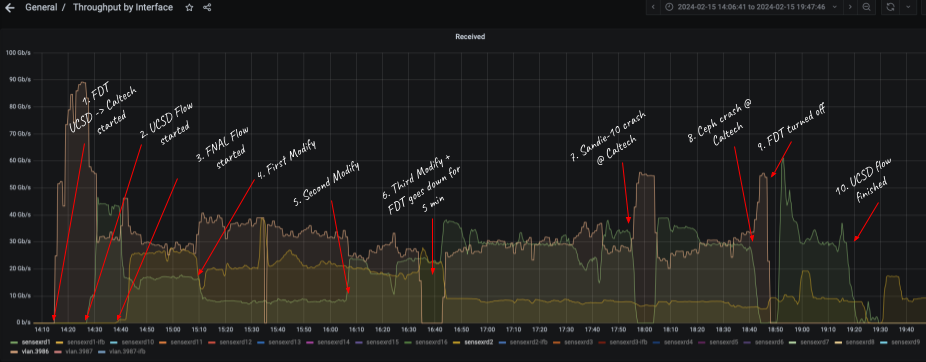 General / Throughput by Interface
2024-02-15 14:06:41 to 2024-02-15 19:47:46
Received
100 Gb/s
90 Gb/s
80 Gb/s
70 Gb/s
60 Gb/s
50 Gb/s
40 Gb/s
30 Gb/s
20 Gb/s
10 Gb/s
0 b/s
1. FDT
UCSD -> Caltech
started
2. UCSD Flow
started
3. FNAL Flow
started
4. First Modify
5. Second Modify
6. Third Modify +
FDT goes down for
5 min
7. Sandie-10 crash
@ Caltech
8. Ceph crash @
Caltech
9. FDT turned off
10. UCSD flow
finished
14:10 14:20 14:30 14:40 14:50 15:00 15:10 15:20 15:30 15:40 15:50 16:00 16:10 16:20 16:30 16:40 16:50 17:00 17:10 17:20 17:30 17:40 17:50 18:00 18:10 18:20 18:30 18:40 18:50 19:00 19:10 19:20 19:30 19:40
sensexrd1 sensexrd1-ifb sensexrd10 sensexrd11 sensexrd12 sensexrd13 sensexrd14 sensexrd15 sensexrd16 sensexrd2 sensexrd2-ifb sensexrd3 sensexrd3-ifb sensexrd4 sensexrd5 sensexrd6 sensexrd7 sensexrd8 sensexrd9
vlan.3986 vlan.3987 vlan.3987-ifb